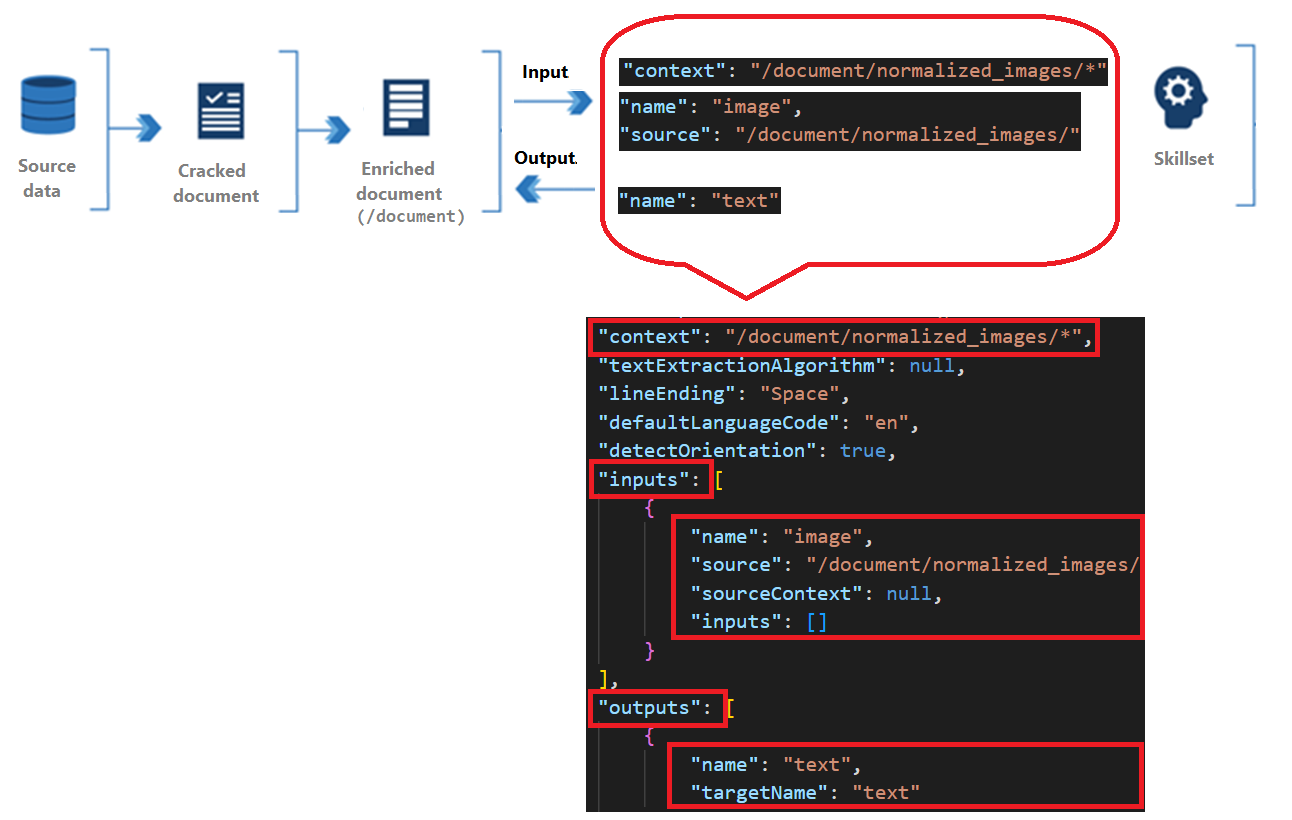 Source
data
Cracked
document
Enriched
document
(/document)
Input
Output.
"context": "/document/normalized_images/*"
"name": "image",
"source": "/document/normalized_images/"
"name": "text"
Skillset
"context": "/document/normalized_images/*",
"textExtractionAlgorithm": null,
"lineEnding": "Space",
"defaultLanguageCode": "en",
"detectOrientation": true,
"inputs": [
{
"name": "image",
"source": "/document/normalized_images/
"sourceContext": null,
"inputs": []
}
],
"outputs": [
{
"name": "text",
"targetName": "text"